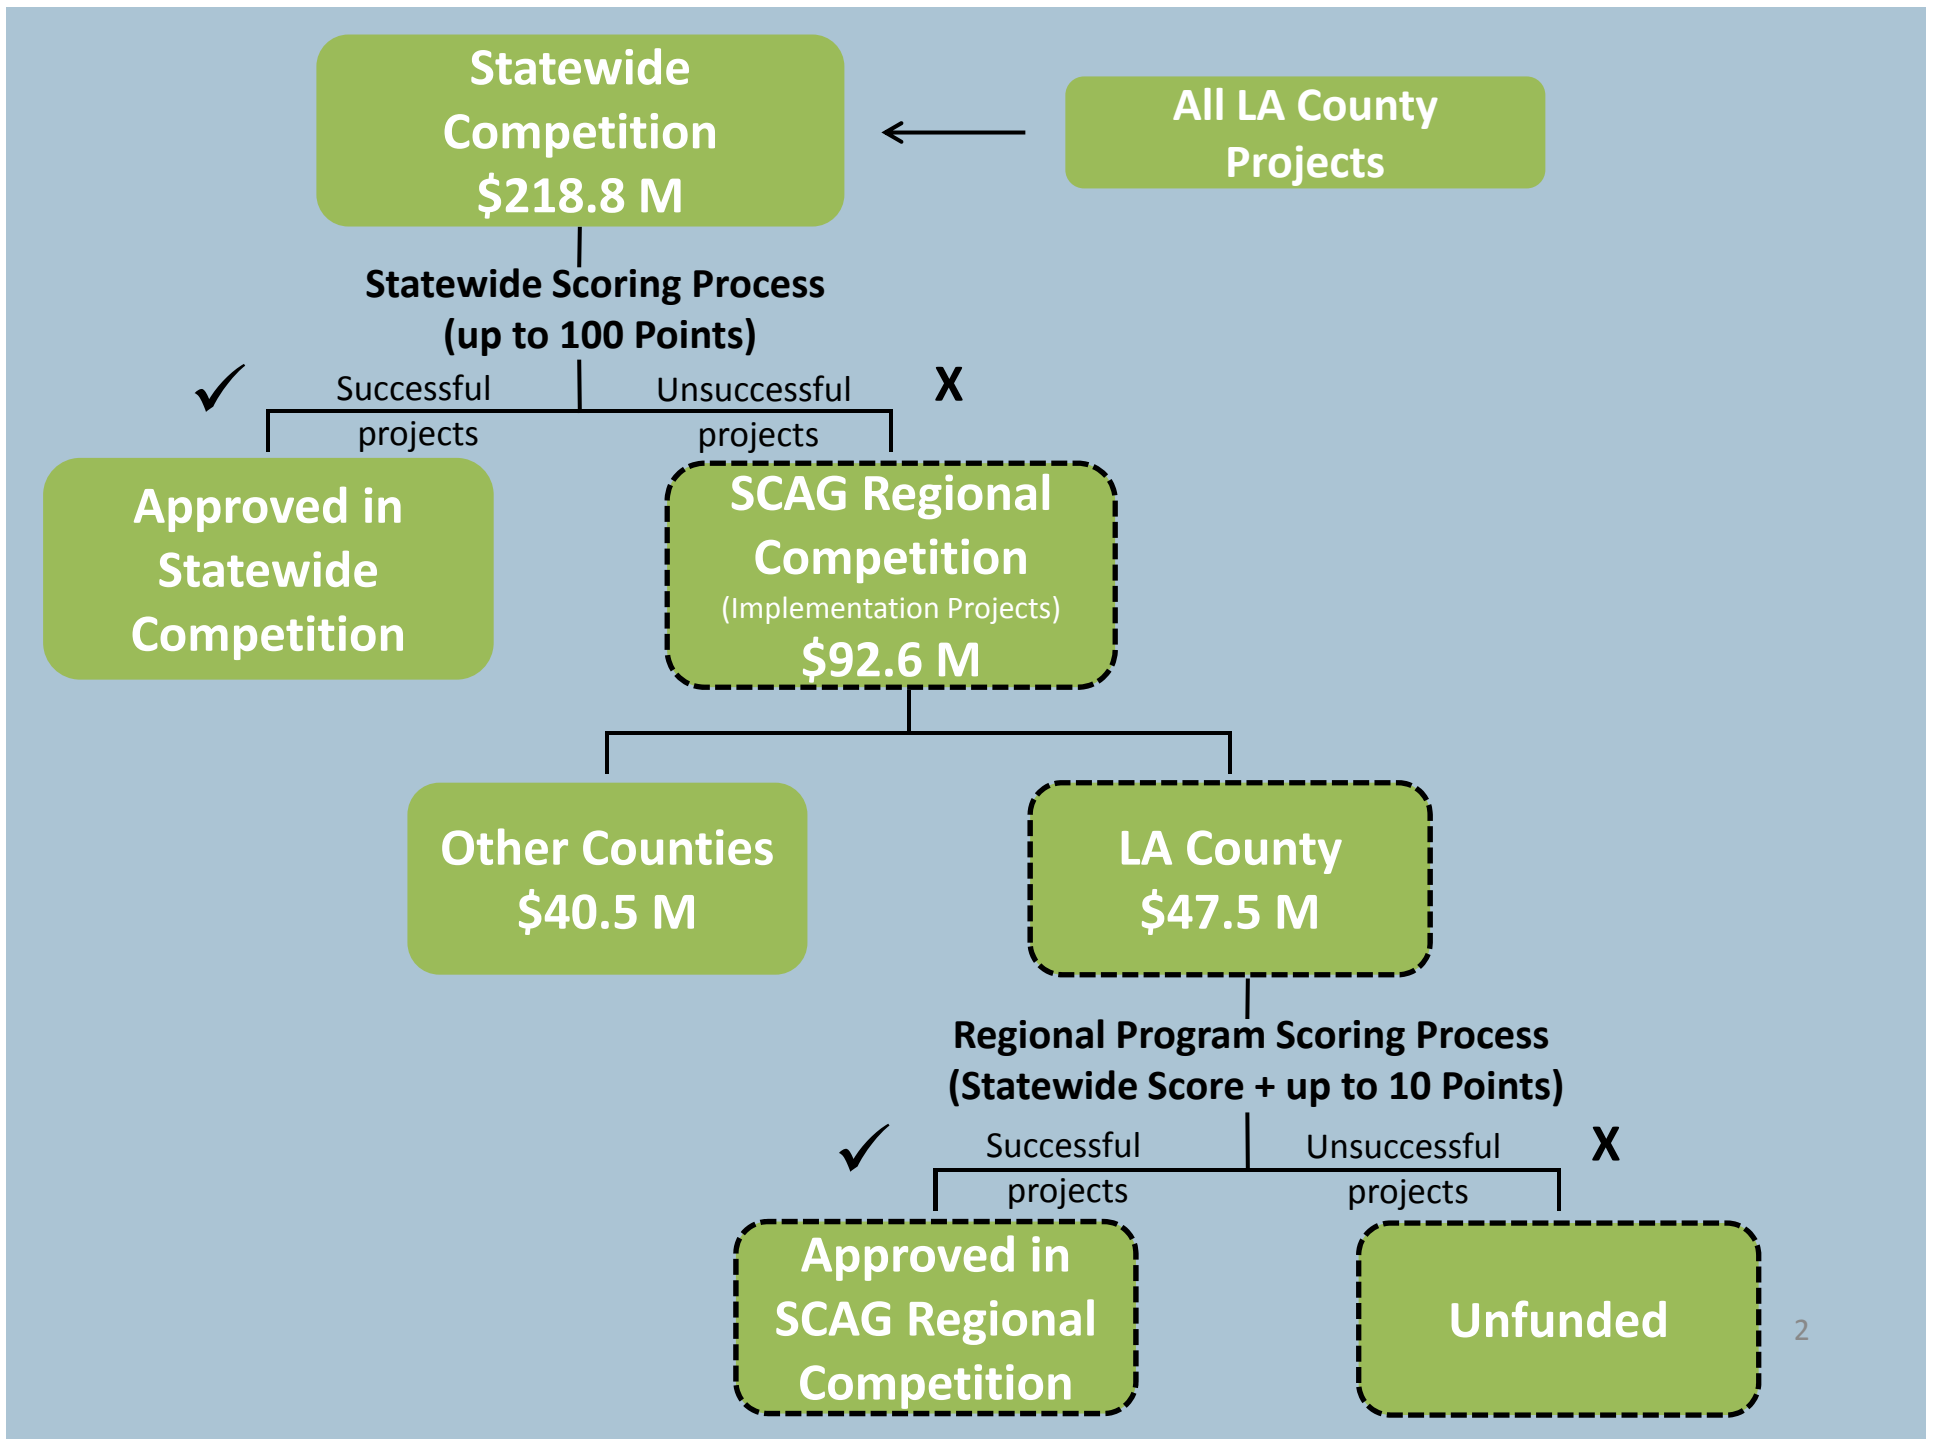 Statewide
Competition
$218.8 M
All LA County
Projects
Statewide Scoring Process
(up to 100 Points)
Successful
projects
Unsuccessful
projects
X
Approved in
Statewide
Competition
SCAG Regional
Competition
(Implementation Projects)
$92.6 M
Other Counties
$40.5 M
LA County
$47.5 M
Regional Program Scoring Process
(Statewide Score + up to 10 Points)
Successful
projects
Unsuccessful
projects
X
Approved in
SCAG Regional
Competition
Unfunded
2